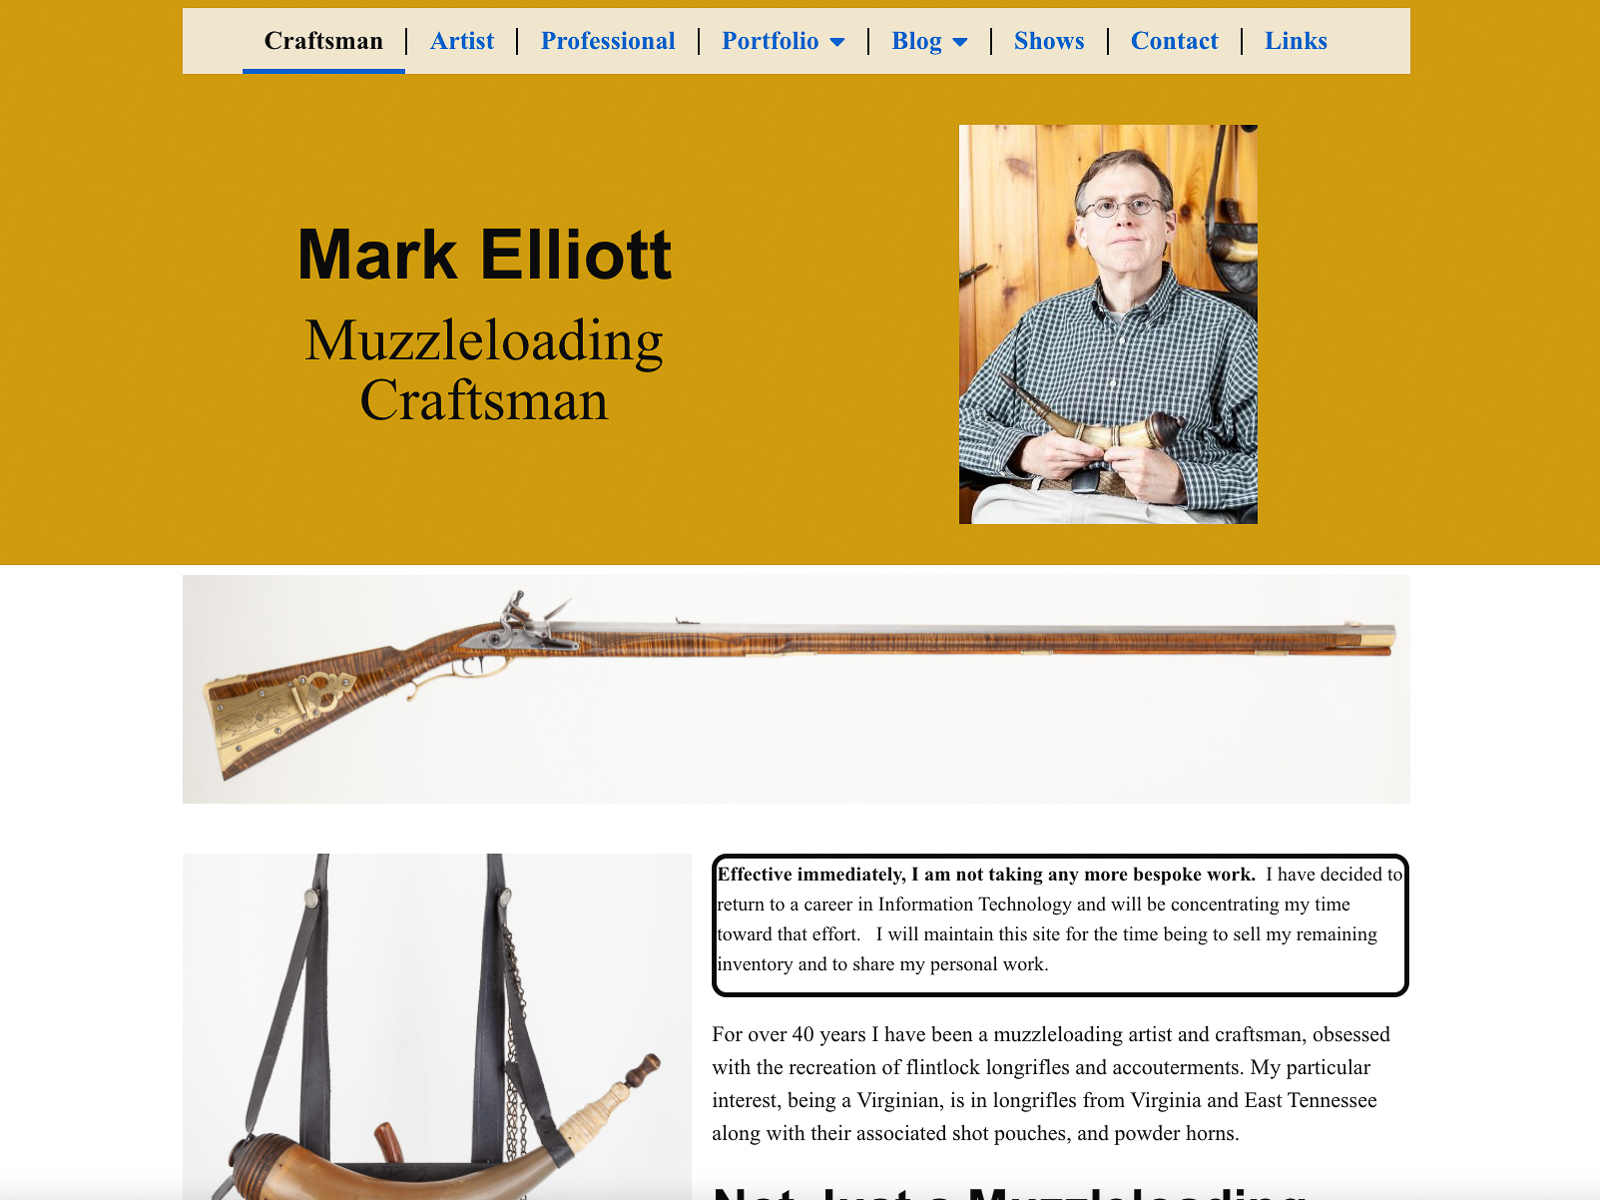 Craftsman Artist Professional Portfolio Blog Shows Contact Links
Mark Elliott
Muzzleloading
Craftsman
Effective immediately, I am not taking any more bespoke work. I have decided to
return to a career in Information Technology and will be concentrating my time
toward that effort. I will maintain this site for the time being to sell my remaining
inventory and to share my personal work.
For over 40 years I have been a muzzleloading artist and craftsman, obsessed
with the recreation of flintlock longrifles and accouterments. My particular
interest, being a Virginian, is in longrifles from Virginia and East Tennessee
along with their associated shot pouches, and powder horns.
Not Just a Muzzleloading